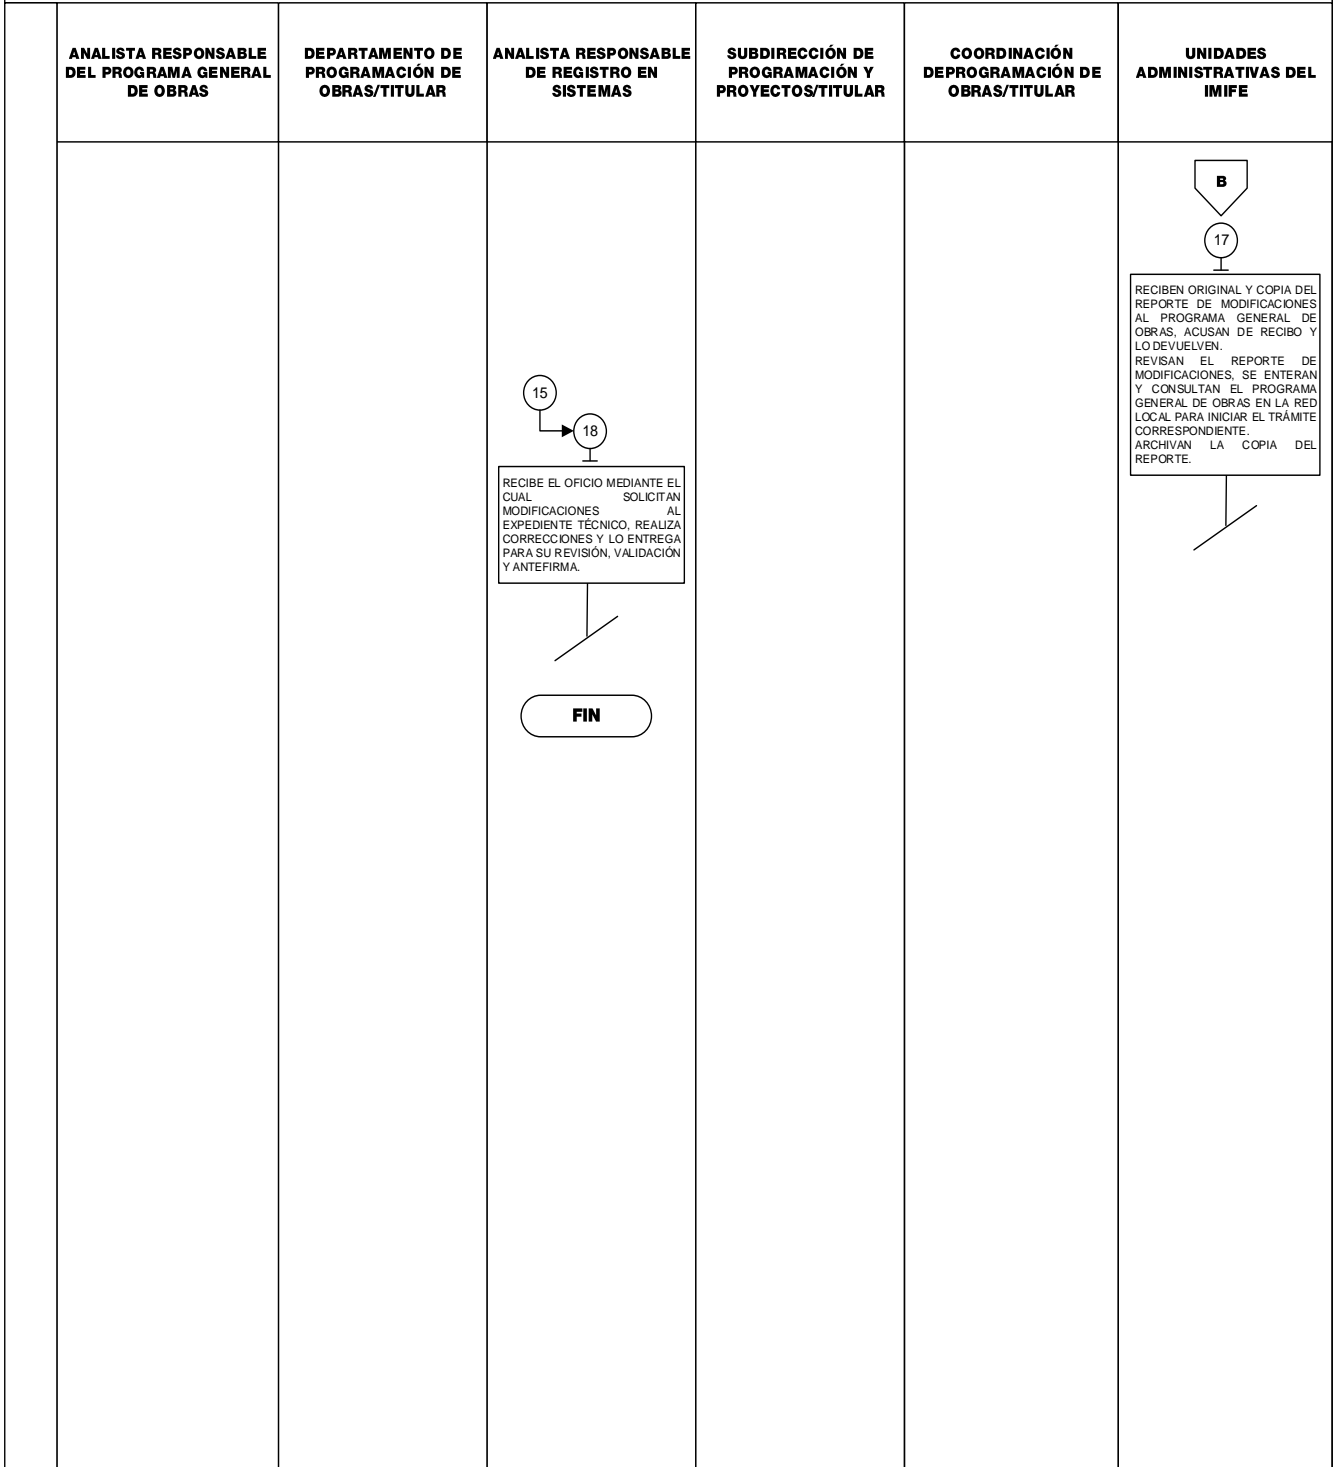 ANALISTA RESPONSABLE
DEL PROGRAMA GENERAL
DE OBRAS
DEPARTAMENTO DE
PROGRAMACIÓN DE
OBRAS/TITULAR
ANALISTA RESPONSABLE
DE REGISTRO EN
SISTEMAS
SUBDIRECCIÓN DE
PROGRAMACIÓN Y
PROYECTOS/TITULAR
COORDINACIÓN
DEPROGRAMACIÓN DE
OBRAS/TITULAR
UNIDADES
ADMINISTRATIVAS DEL
IMIFE
B
17
RECIBEN ORIGINAL Y COPIA DEL
REPORTE DE MODIFICACIONES
AL PROGRAMA GENERAL DE
OBRAS, ACUSAN DE RECIBO Y
LO DEVUELVEN.
REVISAN EL REPORTE DE
MODIFICACIONES, SE ENTERAN
Y CONSULTAN EL PROGRAMA
GENERAL DE OBRAS EN LA RED
LOCAL PARA INICIAR EL TRÁMITE
CORRESPONDIENTE.
ARCHIVAN LA COPIA DEL
REPORTE.
15
18
RECIBE EL OFICIO MEDIANTE EL
CUAL SOLICITAN
MODIFICACIONES AL
EXPEDIENTE TÉCNICO, REALIZA
CORRECCIONES Y LO ENTREGA
PARA SU REVISIÓN, VALIDACIÓN
Y ANTEFIRMA.
FIN